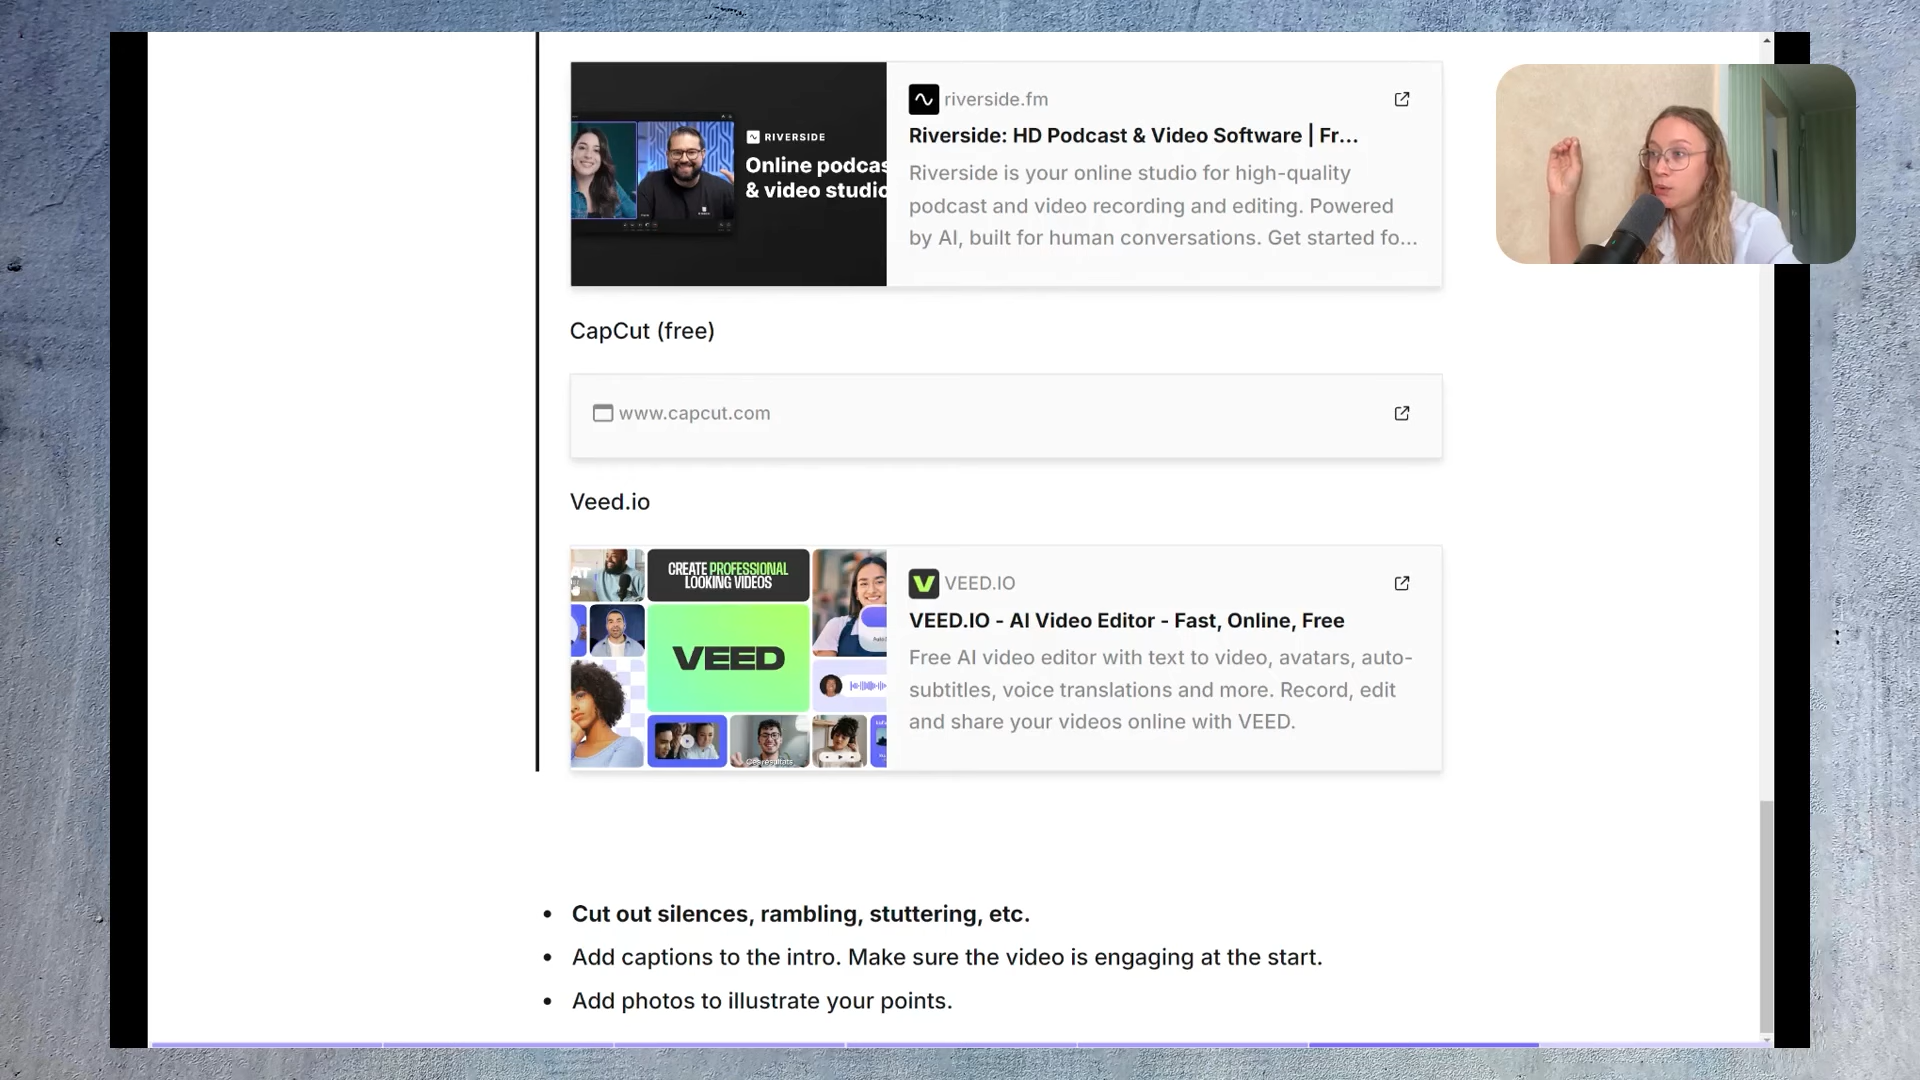 riverside.fm
Riverside: HD Podcast & Video Software | Fr...
RIVERSIDE
Online podcas
& video studio
Riverside is your online studio for high-quality
podcast and video recording and editing. Powered
by AI, built for human conversations. Get started fo...
CapCut (free)
www.capcut.com
Veed.io
CREATE PROFESSIONAL
LOOKING VIDEOS
VEED
VEED.IO
VEED.IO - AI Video Editor - Fast, Online, Free
Free AI video editor with text to video, avatars, auto-
subtitles, voice translations and more. Record, edit
and share your videos online with VEED.
• Cut out silences, rambling, stuttering, etc.
• Add captions to the intro. Make sure the video is engaging at the start.
• Add photos to illustrate your points.